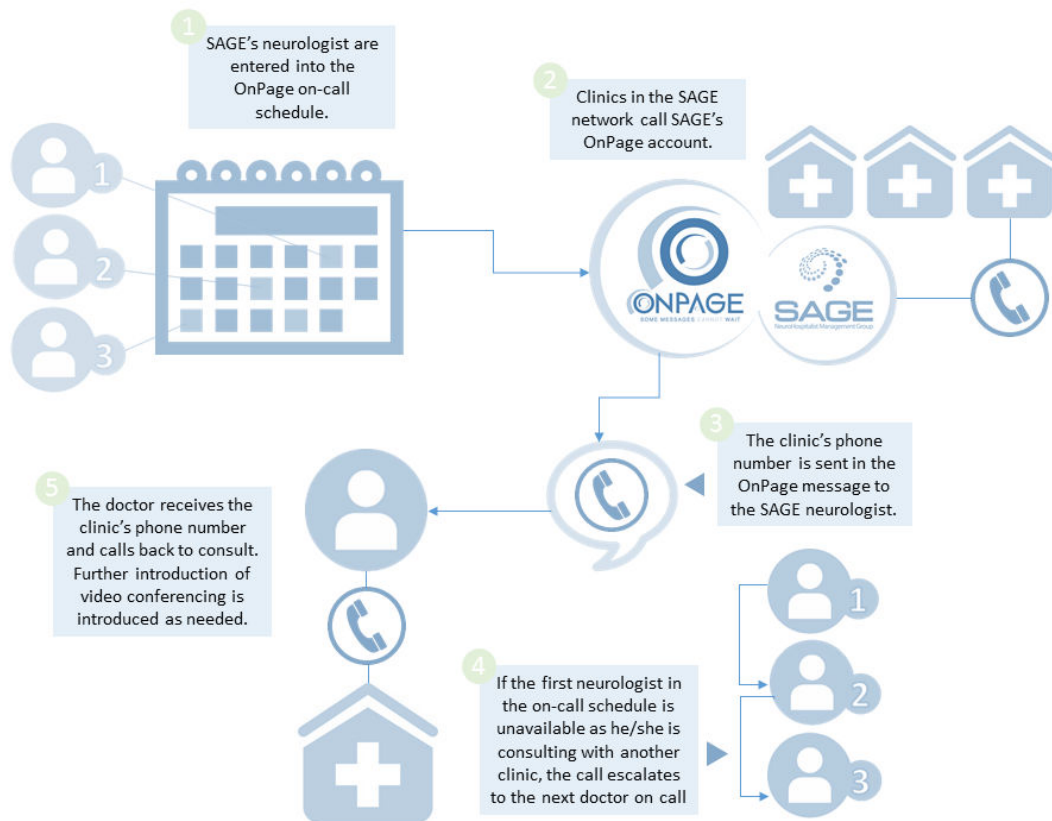 1
SAGE's neurologist are
entered into the
OnPage on-call
schedule.
2
Clinics in the SAGE
network call SAGE's
OnPage account.
1
2
3
ONPAGE
SOME MESSAGES CANNOT WAIT
SAGE
NeuroHospitalist Management Group
3
The clinic's phone
number is sent in the
OnPage message to
the SAGE neurologist.
5
The doctor receives the
clinic's phone number
and calls back to consult.
Further introduction of
video conferencing is
introduced as needed.
4
If the first neurologist in
the on-call schedule is
unavailable as he/she is
consulting with another
clinic, the call escalates
to the next doctor on call
1
2
3